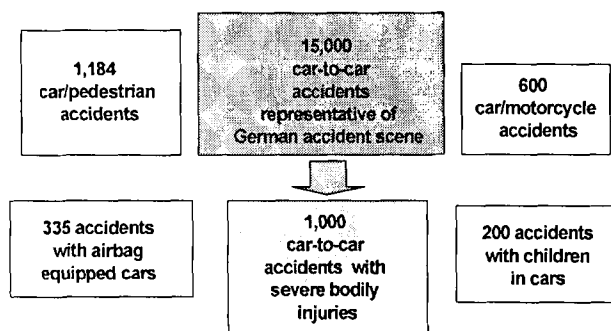 1,184
car/pedestrian
accidents
15,000
car-to-car
accidents
representative of
German accident scene
600
car/motorcycle
accidents
335 accidents
with airbag
equipped cars
1,000
car-to-car
accidents with
severe bodily
injuries
200 accidents
with children
in cars